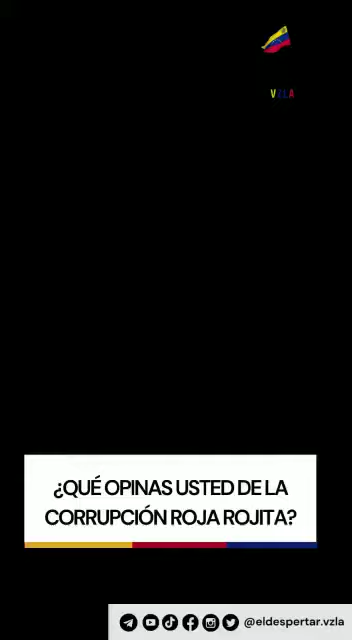 VZLA
¿QUÉ OPINAS USTED DE LA
CORRUPCIÓN ROJA ROJITA?
@eldespertar.vzla